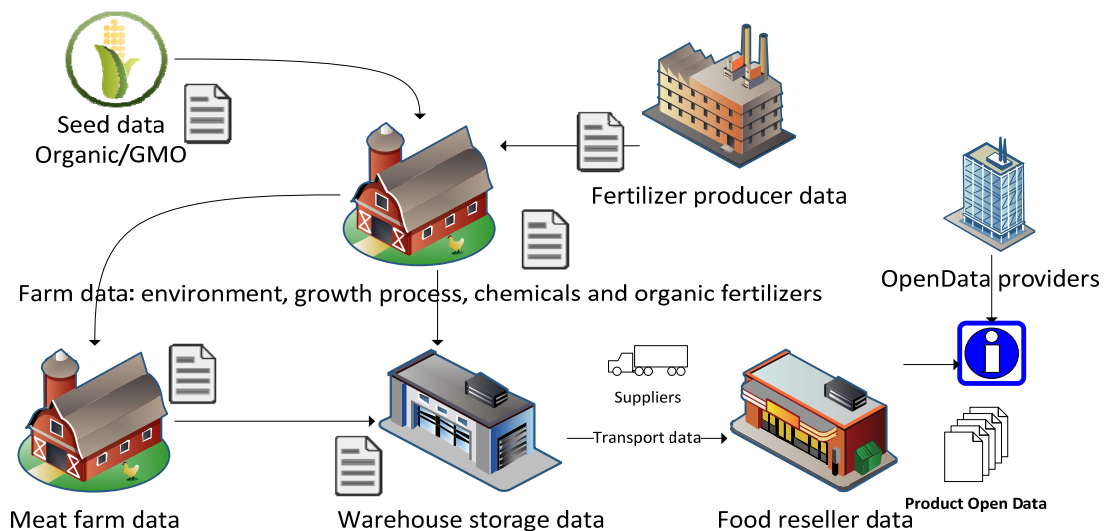 Seed data
Organic/GMO
Fertilizer producer data
OpenData providers
Farm data: environment, growth process, chemicals and organic fertilizers
Suppliers
Transport data
Product Open Data
Meat farm data
Warehouse storage data
Food reseller data